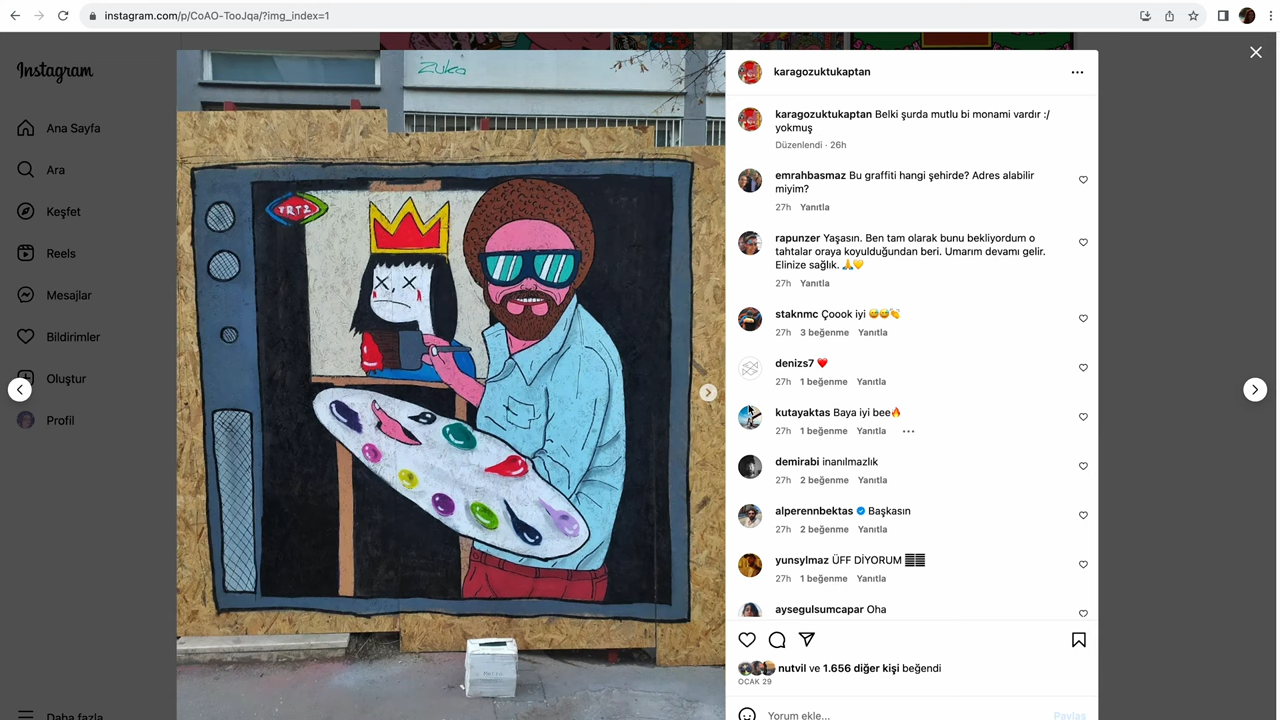 instagram.com/p/CoAO-TooJqa/?img_index=1
Instagram
Ana Sayfa
Ara
Keşfet
Reels
Mesajlar
Bildirimler
Oluştur
Profil
Daha fazla
zuka
TRT2
karagozuktukaptan
karagozuktukaptan Belki şurda mutlu bi monami vardır :/
yokmuş
Düzenlendi · 26h
emrahbasmaz Bu graffiti hangi şehirde? Adres alabilir
miyim?
27h Yanıtla
rapunzer Yaşasın. Ben tam olarak bunu bekliyordum o
tahtalar oraya koyulduğundan beri. Umarım devamı gelir.
Elinize sağlık. 🙏💛
27h Yanıtla
staknmc Çoook iyi 😅😅👏
27h 3 beğenme Yanıtla
denizs7 ❤️
27h 1 beğenme Yanıtla
kutayaktas Baya iyi bee🔥
27h 1 beğenme Yanıtla
demirabi inanılmazlık
27h 2 beğenme Yanıtla
alperennbektas Başkasın
27h 2 beğenme Yanıtla
yunsylmaz ÜFF DİYORUM
27h 1 beğenme Yanıtla
aysegulsumcapar Oha
nutvil ve 1.656 diğer kişi beğendi
OCAK 29
Yorum ekle...
Paylaş